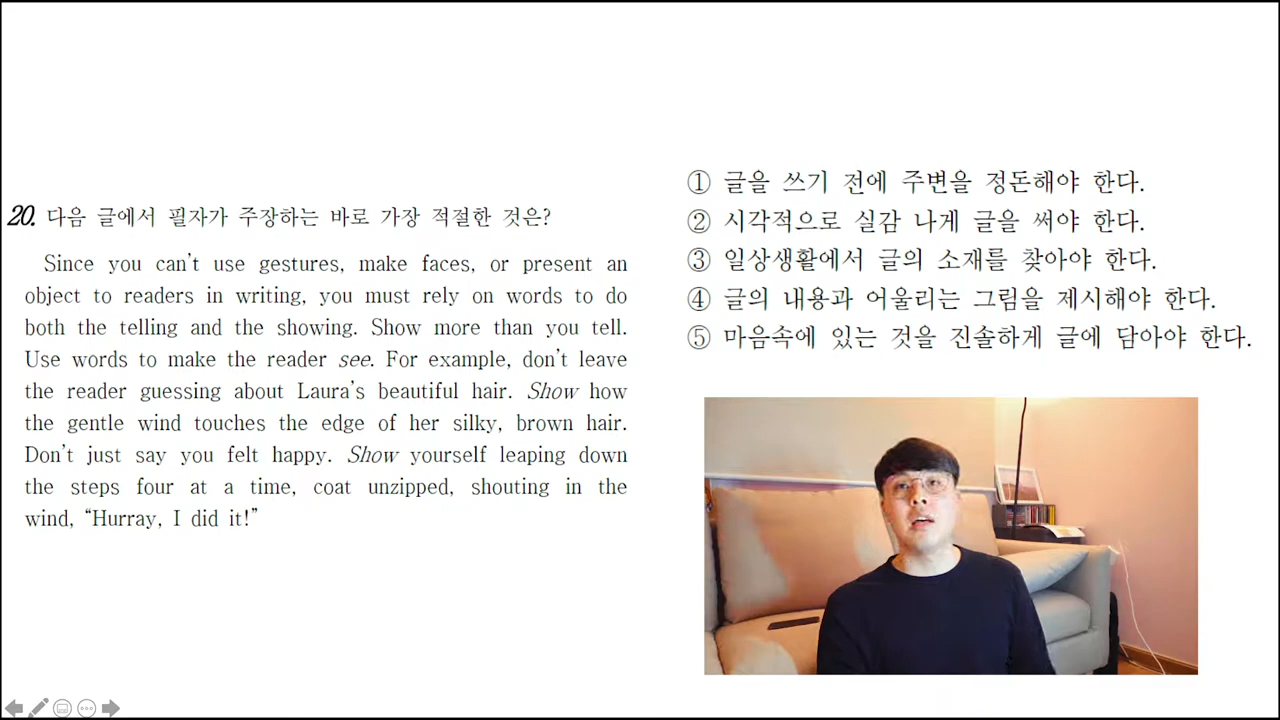 20. 다음 글에서 필자가 주장하는 바로 가장 적절한 것은?
Since you can't use gestures, make faces, or present an
object to readers in writing, you must rely on words to do
both the telling and the showing. Show more than you tell.
Use words to make the reader see. For example, don't leave
the reader guessing about Laura's beautiful hair. Show how
the gentle wind touches the edge of her silky, brown hair.
Don't just say you felt happy. Show yourself leaping down
the steps four at a time, coat unzipped, shouting in the
wind, “Hurray, I did it!”
① 글을 쓰기 전에 주변을 정돈해야 한다.
② 시각적으로 실감 나게 글을 써야 한다.
③ 일상생활에서 글의 소재를 찾아야 한다.
④ 글의 내용과 어울리는 그림을 제시해야 한다.
⑤ 마음속에 있는 것을 진솔하게 글에 담아야 한다.